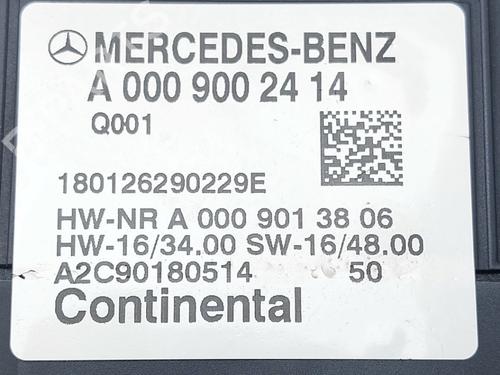 MERCEDES-BENZ
A 000 900 24 14
Q001
180126290229E
HW-NR A 000 901 38 06
HW-16/34.00 SW-16/48.00
A2C90180514 50
Continental